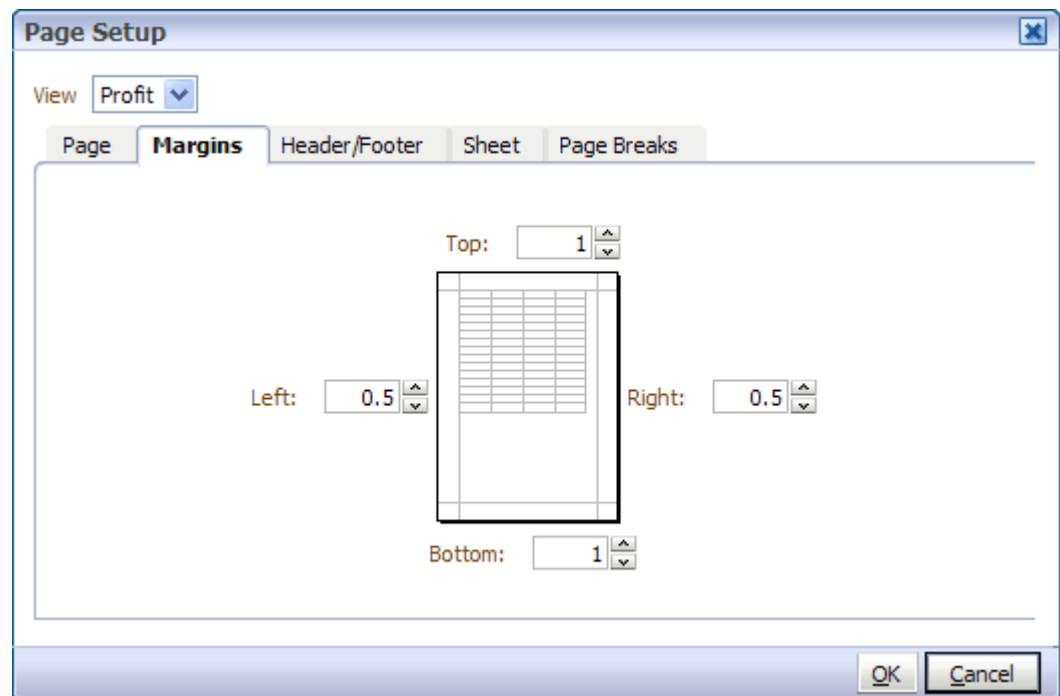 Page Setup
View Profit
Page Margins Header/Footer Sheet Page Breaks
Top: 1
Left: 0.5 Right: 0.5
Bottom: 1
OK Cancel